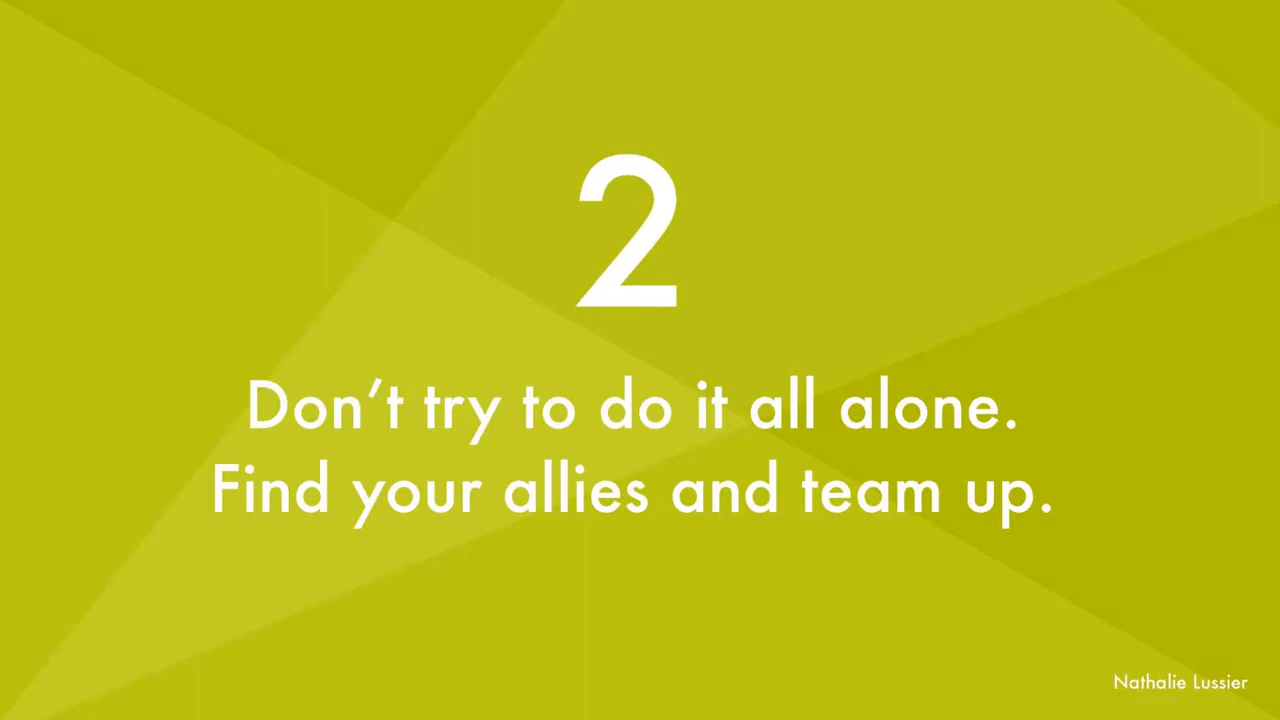 2
Don’t try to do it all alone.
Find your allies and team up.
Nathalie Lussier